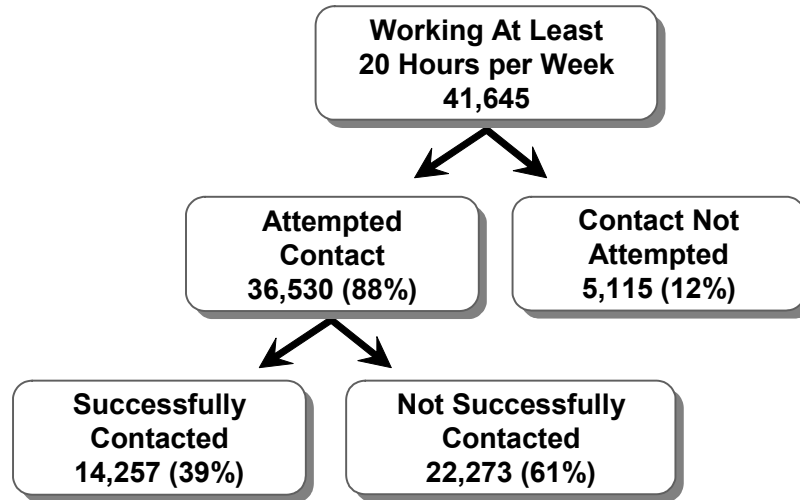 Working At Least
20 Hours per Week
41,645
Attempted
Contact
36,530 (88%)
Contact Not
Attempted
5,115 (12%)
Successfully
Contacted
14,257 (39%)
Not Successfully
Contacted
22,273 (61%)